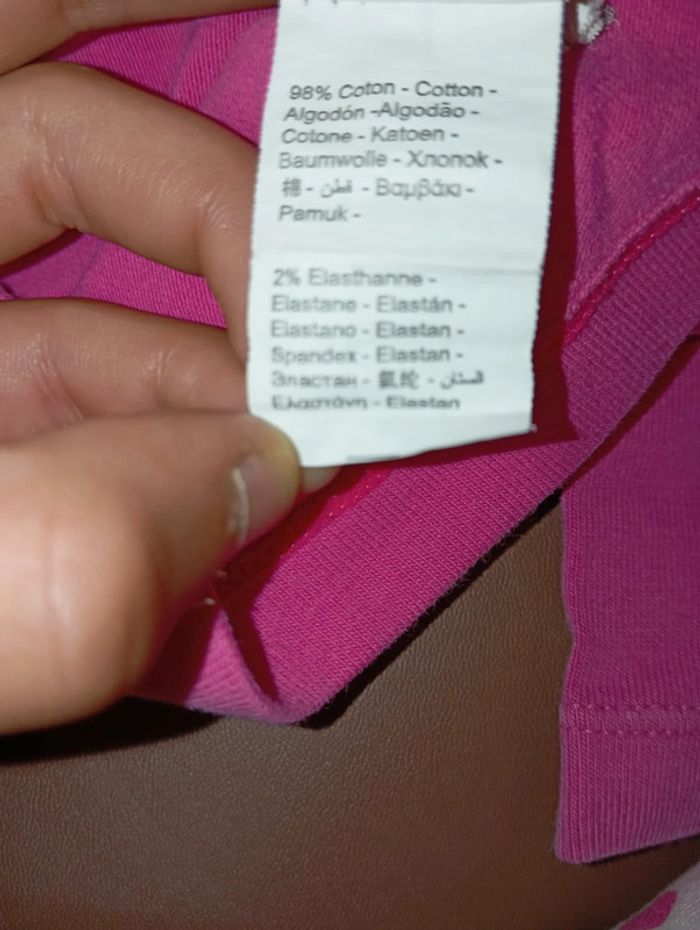 98% Coton - Cotton -
Algodón -Algodão -
Cotone - Katoen -
Baumwolle - Хлопок -
棉 - قطن - Βαμβάκι -
Pamuk -
2% Elasthanne -
Elastane - Elastán -
Elastano - Elastan -
Spandex - Elastan -
Эластан - 氨纶 - الستان
Ελαστάνη - Elastan